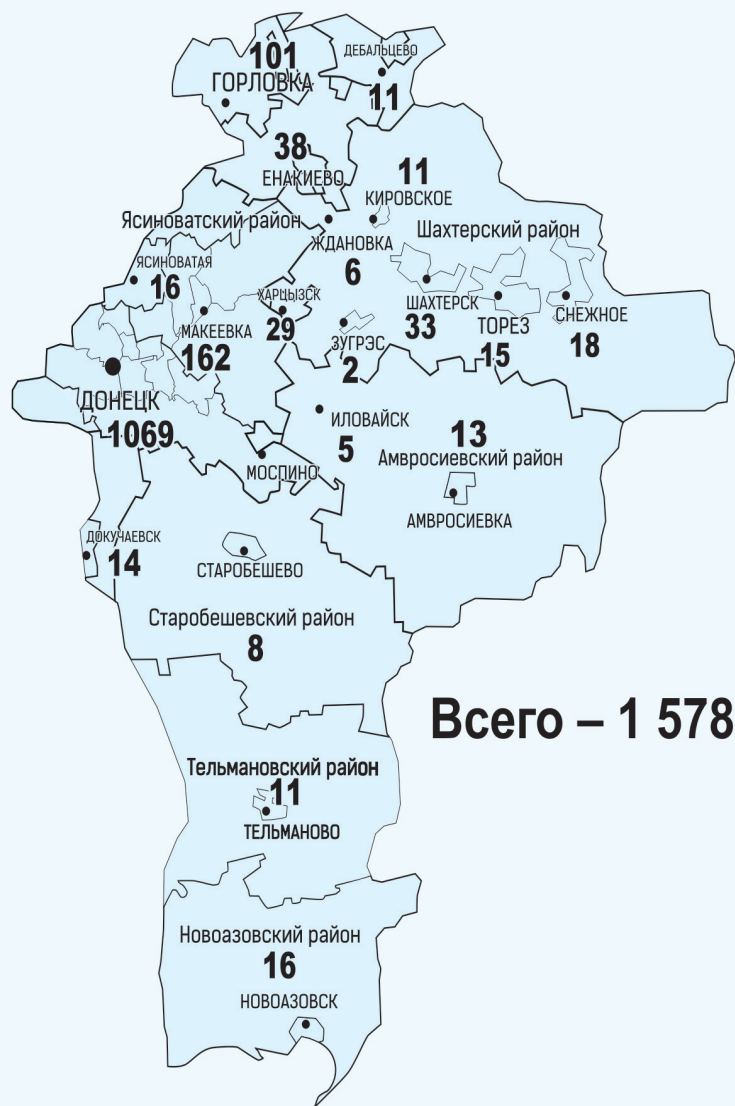 101
ГОРЛОВКА
ДЕБАЛЬЦЕВО
11
38
ЕНАКИЕВО
11
КИРОВСКОЕ
Ясиноватский район
ЖДАНОВКА
6
Шахтерский район
ЯСИНОВАТАЯ
16
МАКЕЕВКА
162
ХАРЦЫЗСК
29
ЗУГРЭС
2
ШАХТЕРСК
33
ТОРЕЗ
15
СНЕЖНОЕ
18
ДОНЕЦК
1069
МОСПИНО
ИЛОВАЙСК
5
13
Амвросиевский район
АМВРОСИЕВКА
ДОКУЧАЕВСК
14
СТАРОБЕШЕВО
Старобешевский район
8
Всего – 1 578
Тельмановский район
11
ТЕЛЬМАНОВО
Новоазовский район
16
НОВОАЗОВСК